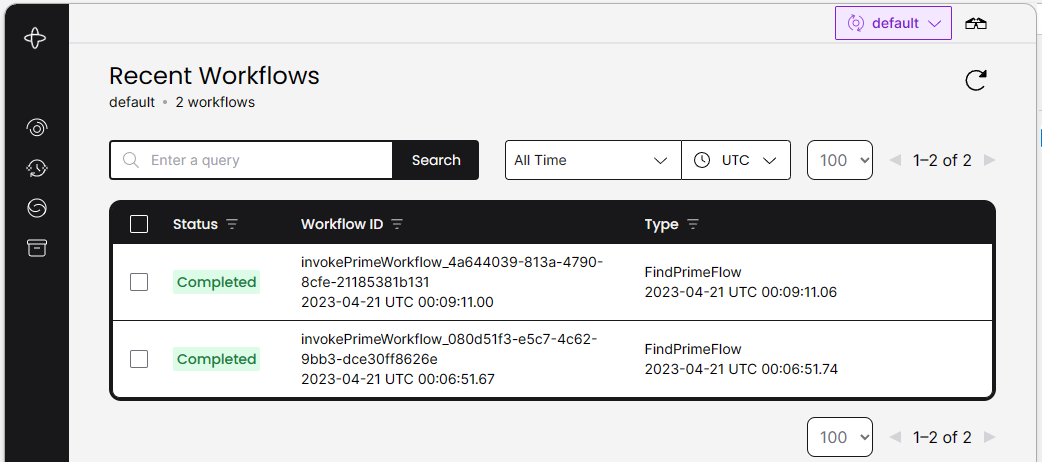 default
Recent Workflows
default • 2 workflows
Enter a query
Search
All Time
UTC
100
1–2 of 2
Status
Workflow ID
Type
Completed
invokePrimeWorkflow_4a644039-813a-4790-
8cfe-21185381b131
2023-04-21 UTC 00:09:11.00
FindPrimeFlow
2023-04-21 UTC 00:09:11.06
Completed
invokePrimeWorkflow_080d51f3-e5c7-4c62-
9bb3-dce30ff8626e
2023-04-21 UTC 00:06:51.67
FindPrimeFlow
2023-04-21 UTC 00:06:51.74
100
1–2 of 2